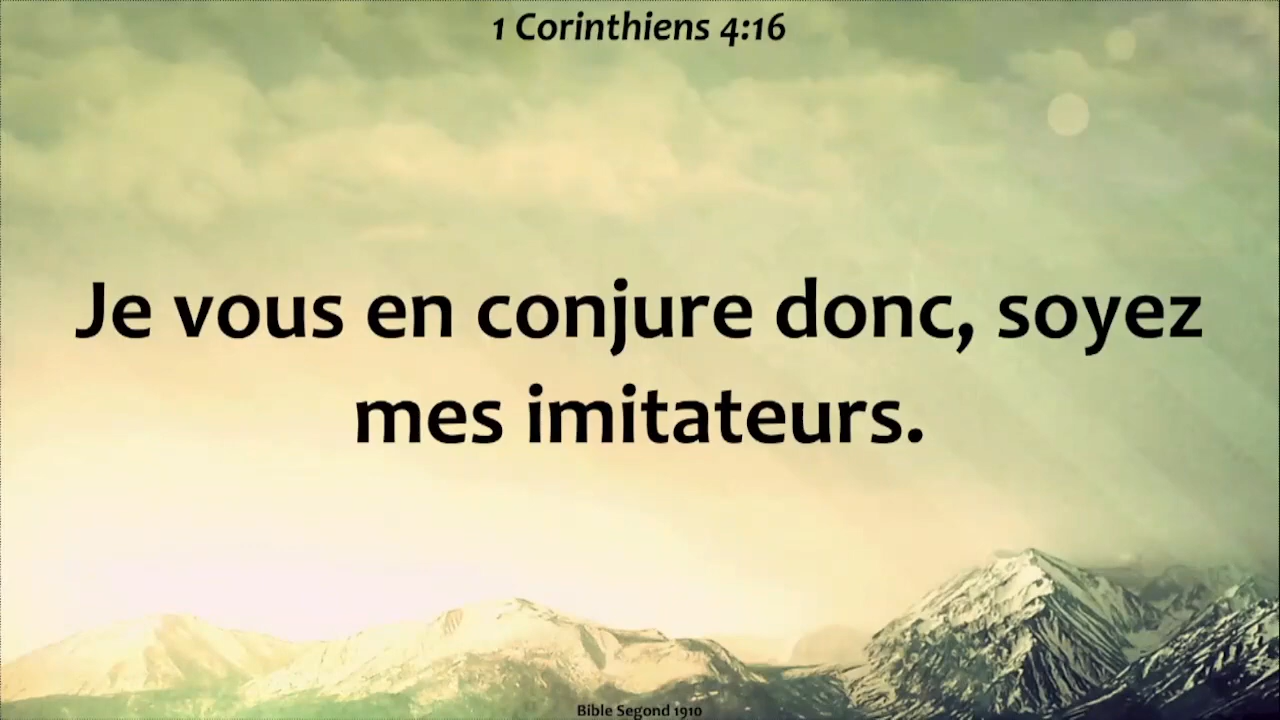 1 Corinthiens 4:16
Je vous en conjure donc, soyez
mes imitateurs.
Bible Segond 1910